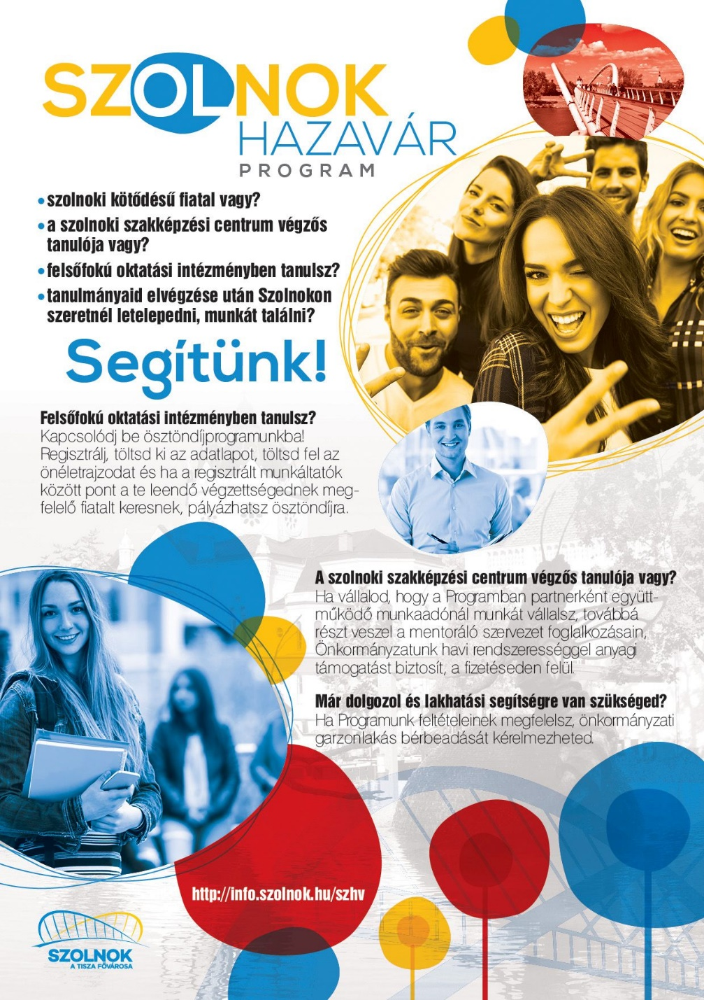 SZOLNOK
HAZAVÁR
PROGRAM
• szolnoki kötődésű fiatal vagy?
• a szolnoki szakképzési centrum végzős
tanulója vagy?
• felsőfokú oktatási intézményben tanulsz?
• tanulmányaid elvégzése után Szolnokon
szeretnél letelepedni, munkát találni?
Segítünk!
Felsőfokú oktatási intézményben tanulsz?
Kapcsolódj be ösztöndíjprogramunkba!
Regisztrálj, töltsd ki az adatlapot, töltsd fel az
önéletrajzodat és ha a regisztrált munkáltatók
között pont a te leendő végzettségednek meg-
felelő fiatalt keresnek, pályázhatsz ösztöndíjra.
A szolnoki szakképzési centrum végzős tanulója vagy?
Ha vállalod, hogy a Programban partnerként együtt-
működő munkaadónál munkát vállalsz, továbbá
részt veszel a mentoráló szervezet foglalkozásain,
Önkormányzatunk havi rendszerességgel anyagi
támogatást biztosít, a fizetéseden felül.
Már dolgozol és lakhatási segítségre van szükséged?
Ha Programunk feltételeinek megfelelsz, önkormányzati
garzonlakás bérbeadását kérelmezheted.
http://info.szolnok.hu/szhv
SZOLNOK
A TISZA FŐVÁROSA